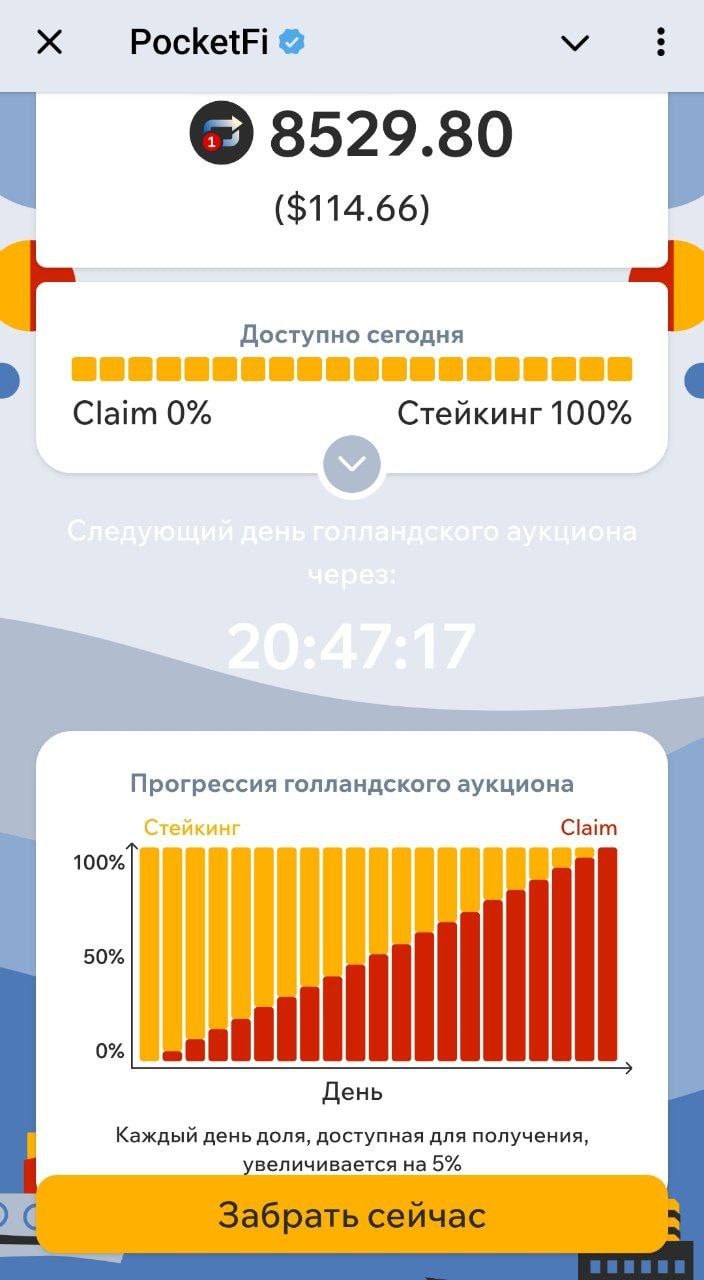 PocketFi
1
8529.80
($114.66)
Доступно сегодня
Claim 0%
Стейкинг 100%
Следующий день голландского аукциона
через:
20:47:17
Прогрессия голландского аукциона
Стейкинг
Claim
100%
50%
0%
День
Каждый день доля, доступная для получения,
увеличивается на 5%
Забрать сейчас